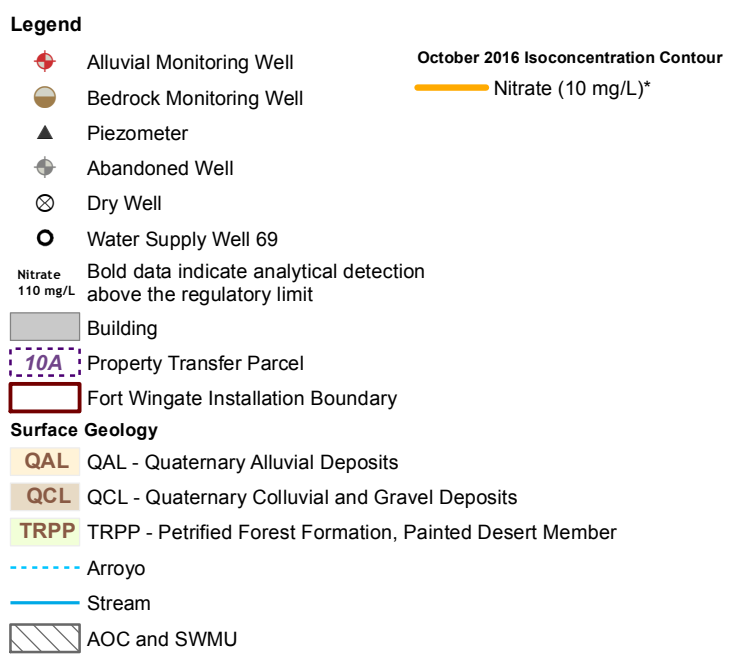 Legend
Alluvial Monitoring Well
October 2016 Isoconcentration Contour
Bedrock Monitoring Well
Nitrate (10 mg/L)*
Piezometer
Abandoned Well
Dry Well
Water Supply Well 69
Nitrate
110 mg/L
Bold data indicate analytical detection
above the regulatory limit
Building
10A Property Transfer Parcel
Fort Wingate Installation Boundary
Surface Geology
QAL QAL - Quaternary Alluvial Deposits
QCL QCL - Quaternary Colluvial and Gravel Deposits
TRPP TRPP - Petrified Forest Formation, Painted Desert Member
Arroyo
Stream
AOC and SWMU